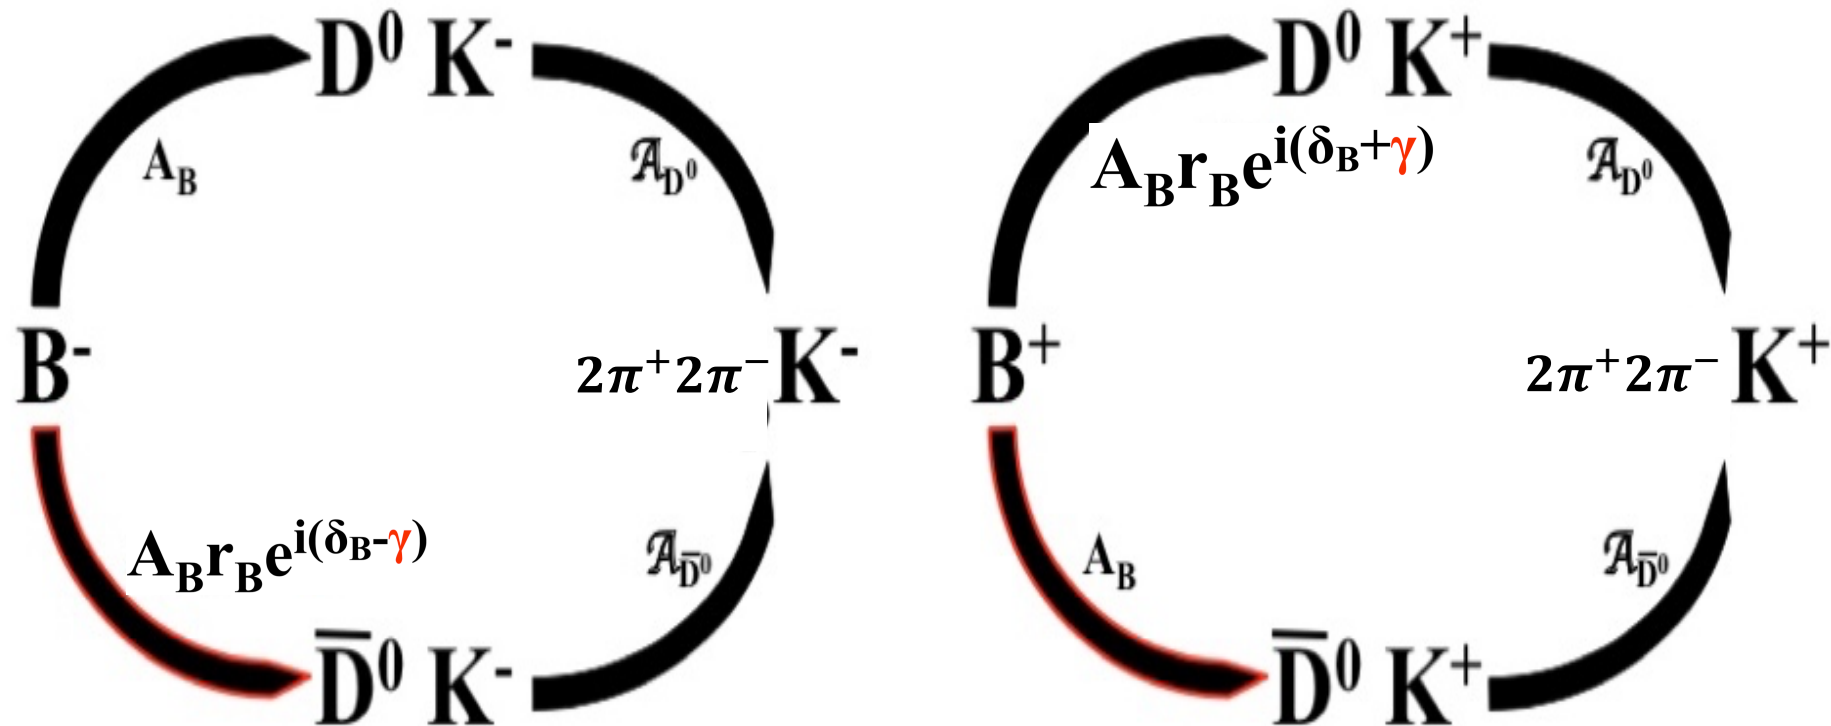 D⁰ K⁻
A_B
𝒜_D⁰
B⁻
2π⁺2π⁻K⁻
A_B r_B e^i(δ_B-γ)
𝒜_D̅⁰
D̅⁰ K⁻
D⁰ K⁺
A_B r_B e^i(δ_B+γ)
𝒜_D⁰
B⁺
2π⁺2π⁻ K⁺
A_B
𝒜_D̅⁰
D̅⁰ K⁺